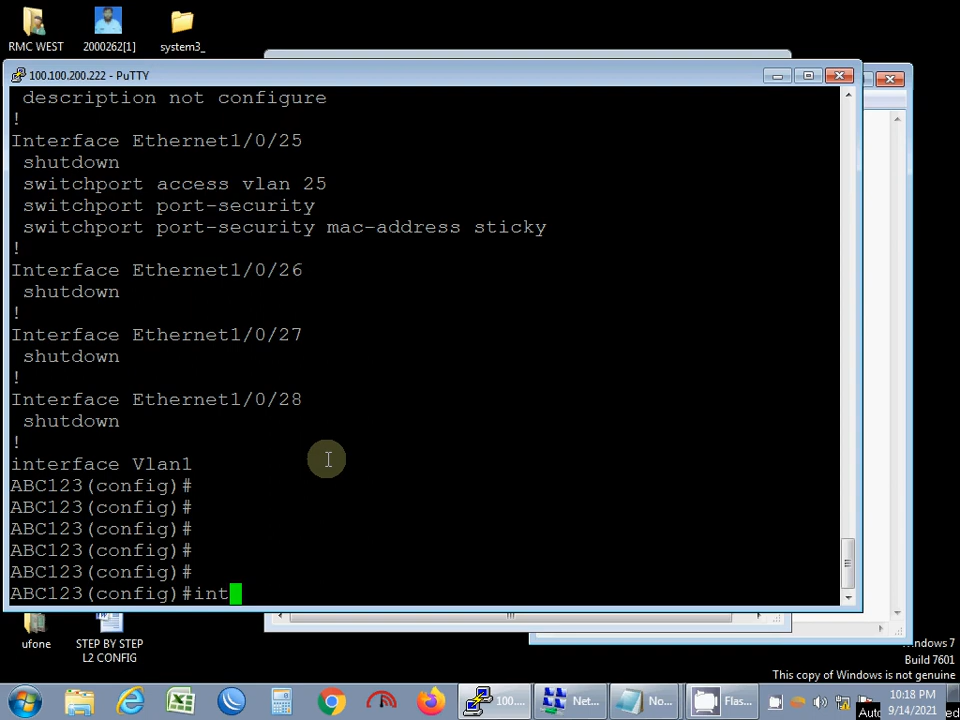 RMC WEST
2000262[1]
system3_
100.100.200.222 - PuTTY
description not configure
!
Interface Ethernet1/0/25
shutdown
switchport access vlan 25
switchport port-security
switchport port-security mac-address sticky
!
Interface Ethernet1/0/26
shutdown
!
Interface Ethernet1/0/27
shutdown
!
Interface Ethernet1/0/28
shutdown
!
interface Vlan1
ABC123(config)#
ABC123(config)#
ABC123(config)#
ABC123(config)#
ABC123(config)#
ABC123(config)#int
ufone
STEP BY STEP
L2 CONFIG
Windows 7
Build 7601
This copy of Windows is not genuine
100....
Net...
No...
Flas...
10:18 PM
9/14/2021